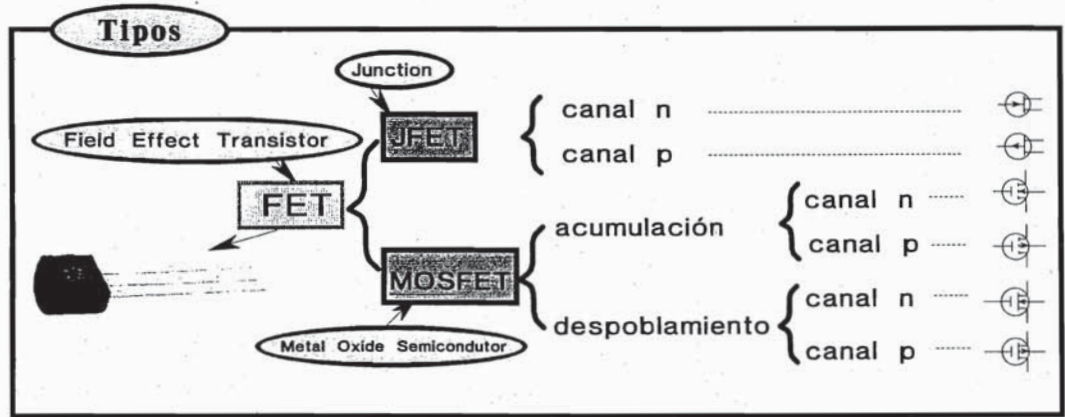 Tipos
Junction
JFET
canal n
canal p
Field Effect Transistor
FET
MOSFET
Metal Oxide Semicondutor
acumulación
canal n
canal p
despoblamiento
canal n
canal p